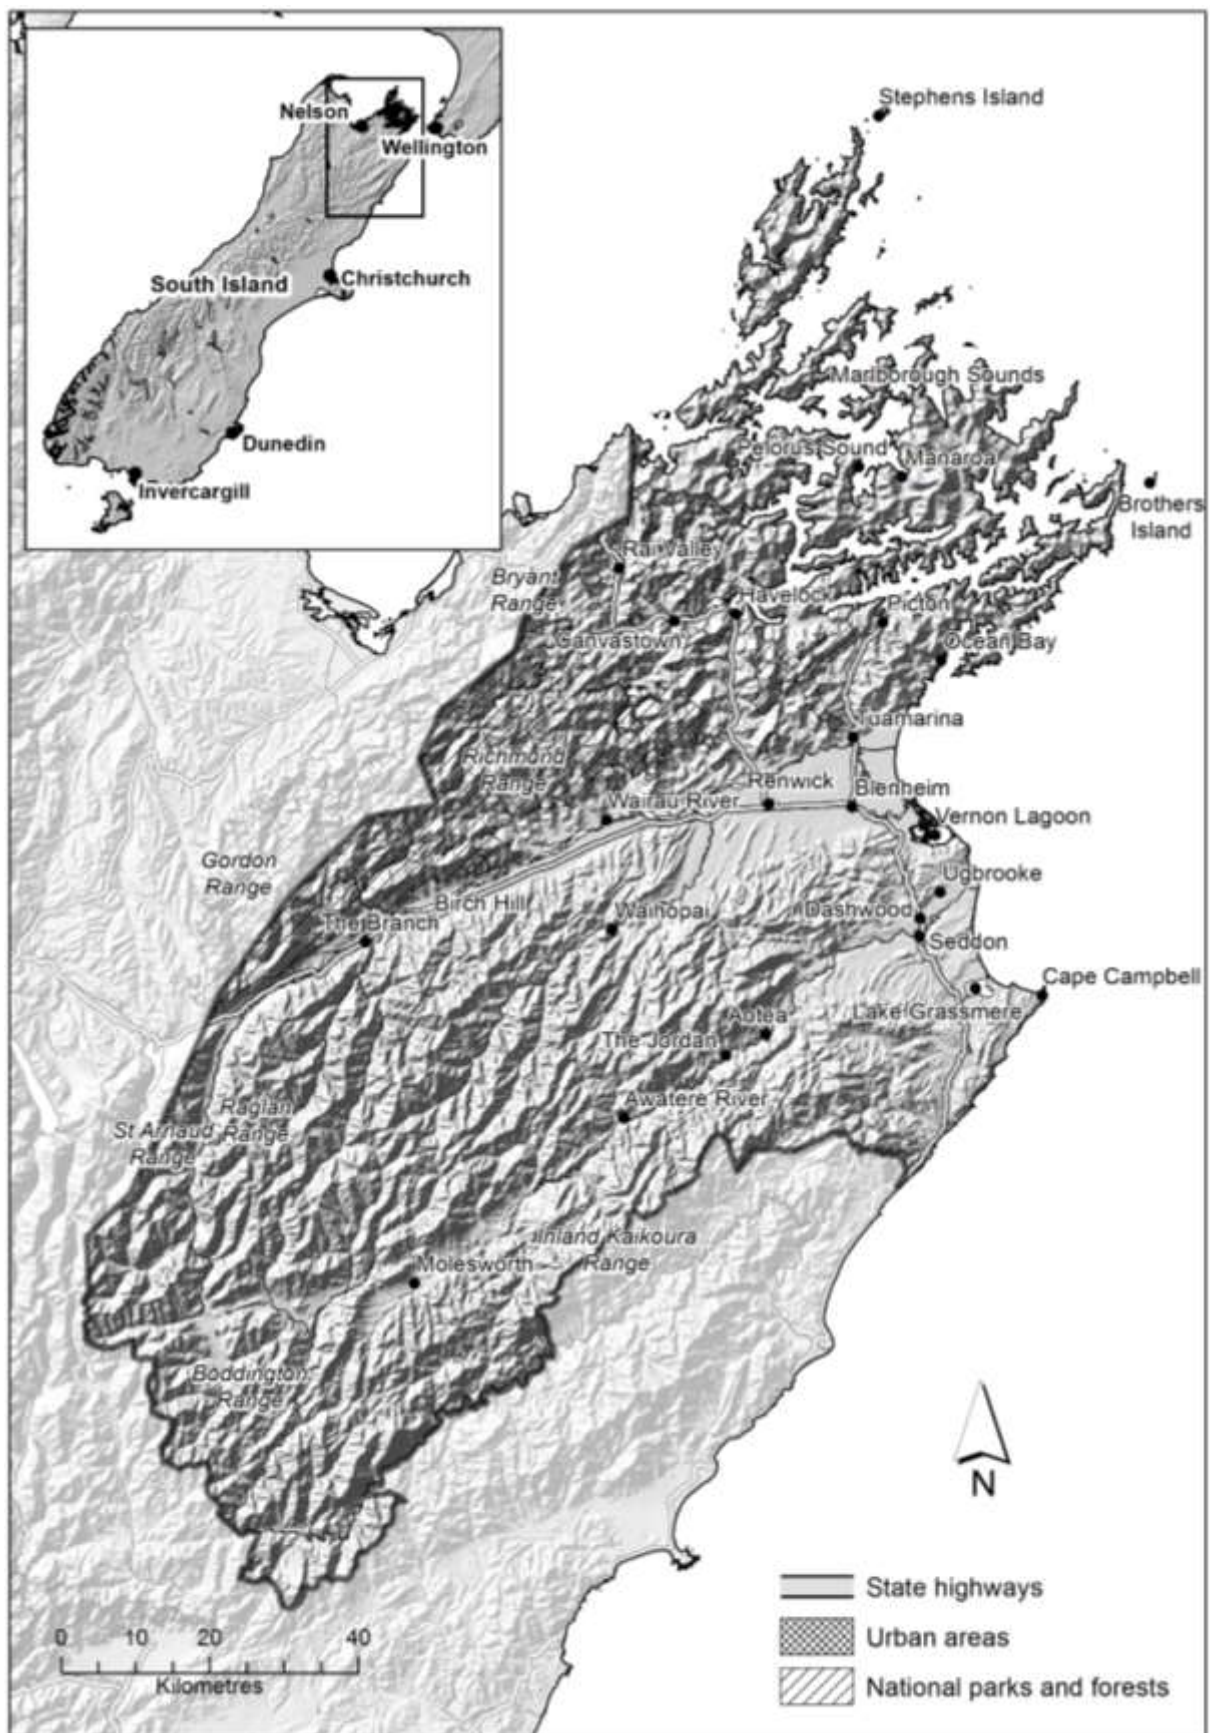 Nelson
Wellington
South Island
Christchurch
Dunedin
Invercargill
Stephens Island
Marlborough Sounds
Pelorus Sound
Manaroa
Brothers
Island
Rai Valley
Bryant
Range
Havelock
Picton
Canvastown
Ocean Bay
Tuamarina
Richmond
Range
Renwick
Blenheim
Wairau River
Vernon Lagoon
Gordon
Range
Ugbrooke
Birch Hill
Waihopai
Dashwood
The Branch
Seddon
Cape Campbell
Lake Grassmere
Aotea
The Jordan
Awatere River
Raglan
Range
St Arnaud
Range
Inland Kaikoura
Range
Molesworth
Boddington
Range
N
State highways
Urban areas
National parks and forests
0 10 20 40
Kilometres